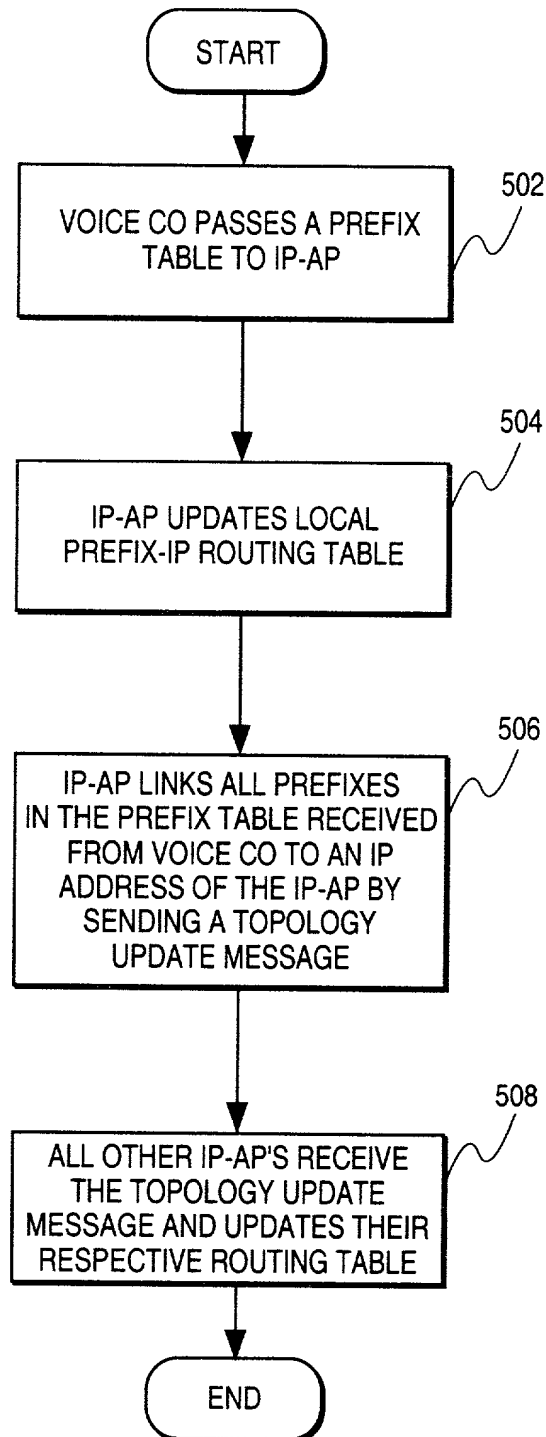 START
VOICE CO PASSES A PREFIX
TABLE TO IP-AP
502
IP-AP UPDATES LOCAL
PREFIX-IP ROUTING TABLE
504
IP-AP LINKS ALL PREFIXES
IN THE PREFIX TABLE RECEIVED
FROM VOICE CO TO AN IP
ADDRESS OF THE IP-AP BY
SENDING A TOPOLOGY
UPDATE MESSAGE
506
ALL OTHER IP-AP'S RECEIVE
THE TOPOLOGY UPDATE
MESSAGE AND UPDATES THEIR
RESPECTIVE ROUTING TABLE
508
END